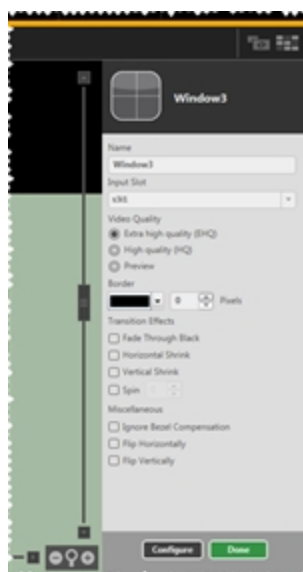 Window3
Name
Window3
Input Slot
Video Quality
Extra high quality (EHQ)
High quality (HQ)
Preview
Border
0 Pixels
Transition Effects
Fade Through Black
Horizontal Shrink
Vertical Shrink
Spin
Miscellaneous
Ignore Bezel Compensation
Flip Horizontally
Flip Vertically
Configure Done